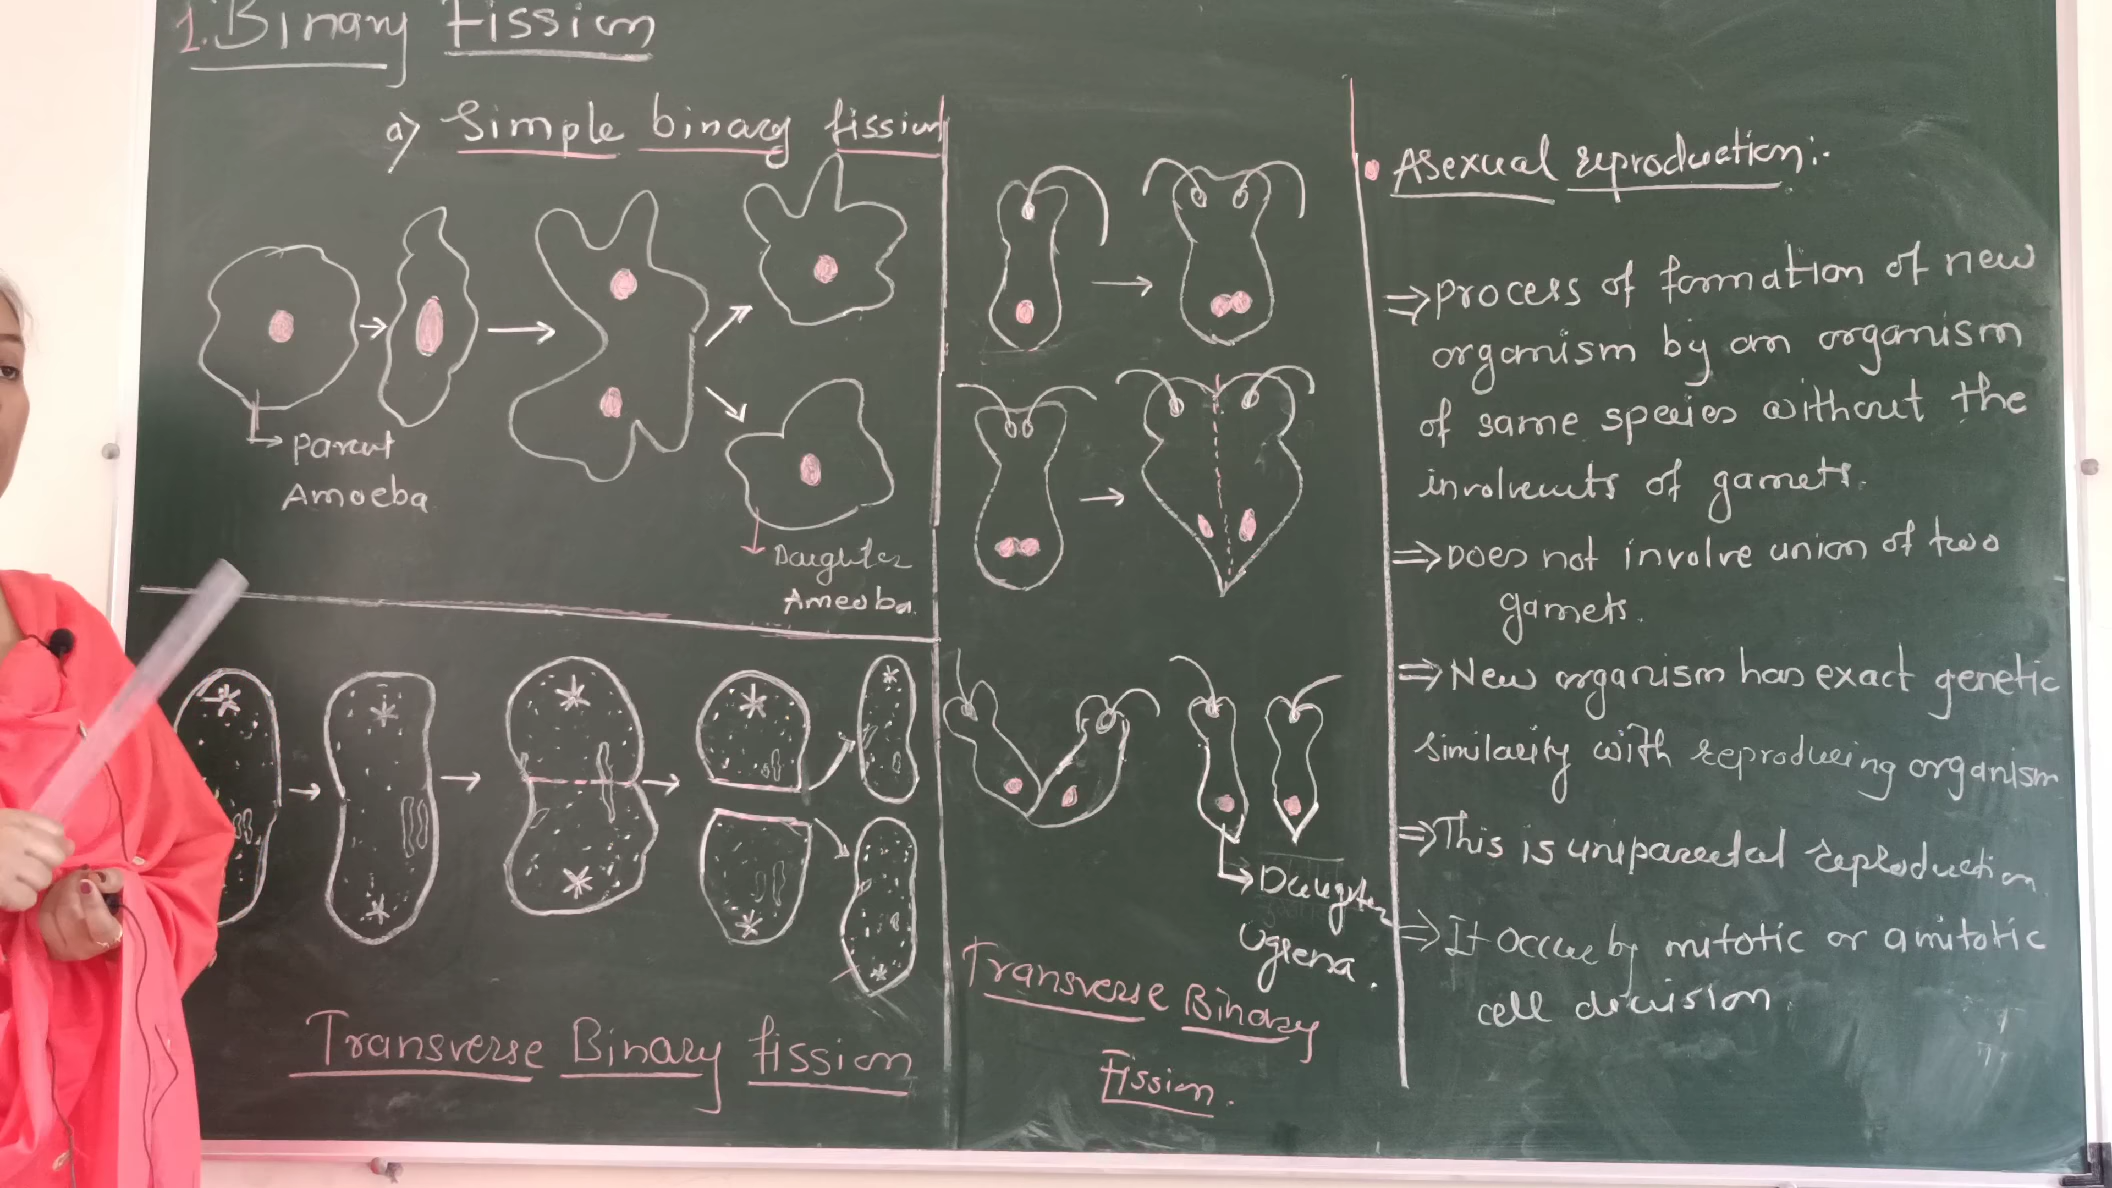 1. Binary Fission
a) Simple binary fission
Parent
Amoeba
Daughter
Ameoba
Transverse Binary fission
Daughter
Uglena.
Transverse Binary
Fission.
• Asexual reproduction:-
⇒ Process of formation of new
organism by an organism
of same species without the
involvemts of gamets.
⇒ Does not involve union of two
gamets.
⇒ New organism has exact genetic
similarity with reproducing organism
⇒ This is uniparental reproduction
⇒ It occur by mitotic or amitotic
cell division.